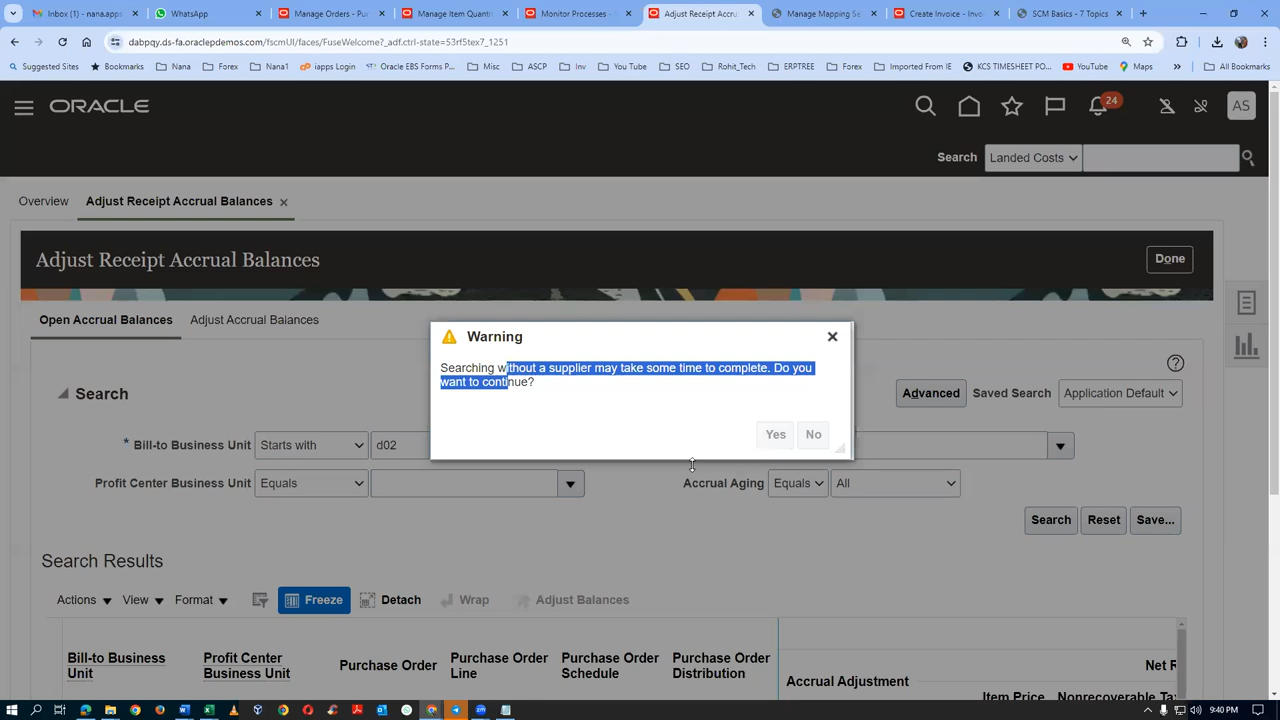 Inbox (1) - nana.apps
WhatsApp
Manage Orders - Pu
Manage Item Quanti
Monitor Processes -
Adjust Receipt Accru
Manage Mapping Se
Create Invoice - Invo
SCM Basics - 7 Topics
dabpqy.ds-fa.oraclepdemos.com/fscmUI/faces/FuseWelcome?_adf.ctrl-state=53rf5tex7_1251
Suggested Sites
Bookmarks
Nana
Forex
Nana1
iapps Login
Oracle EBS Forms P...
Misc
ASCP
Inv
You Tube
SEO
Rohit_Tech
ERPTREE
Forex
Imported From IE
KCS TIMESHEET PO...
YouTube
Maps
All Bookmarks
ORACLE
24
AS
Search
Landed Costs
Overview
Adjust Receipt Accrual Balances
Adjust Receipt Accrual Balances
Done
Open Accrual Balances
Adjust Accrual Balances
Warning
Searching without a supplier may take some time to complete. Do you
want to continue?
Yes
No
Search
Advanced
Saved Search
Application Default
* Bill-to Business Unit
Starts with
d02
Profit Center Business Unit
Equals
Accrual Aging
Equals
All
Search
Reset
Save...
Search Results
Actions
View
Format
Freeze
Detach
Wrap
Adjust Balances
Bill-to Business
Unit
Profit Center
Business Unit
Purchase Order
Purchase Order
Line
Purchase Order
Schedule
Purchase Order
Distribution
Accrual Adjustment
Net R
Item Price
Nonrecoverable Ta
9:40 PM